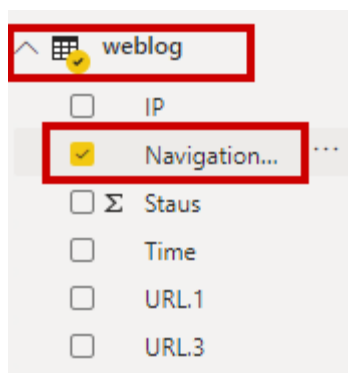 weblog
IP
Navigation...
Σ Staus
Time
URL.1
URL.3